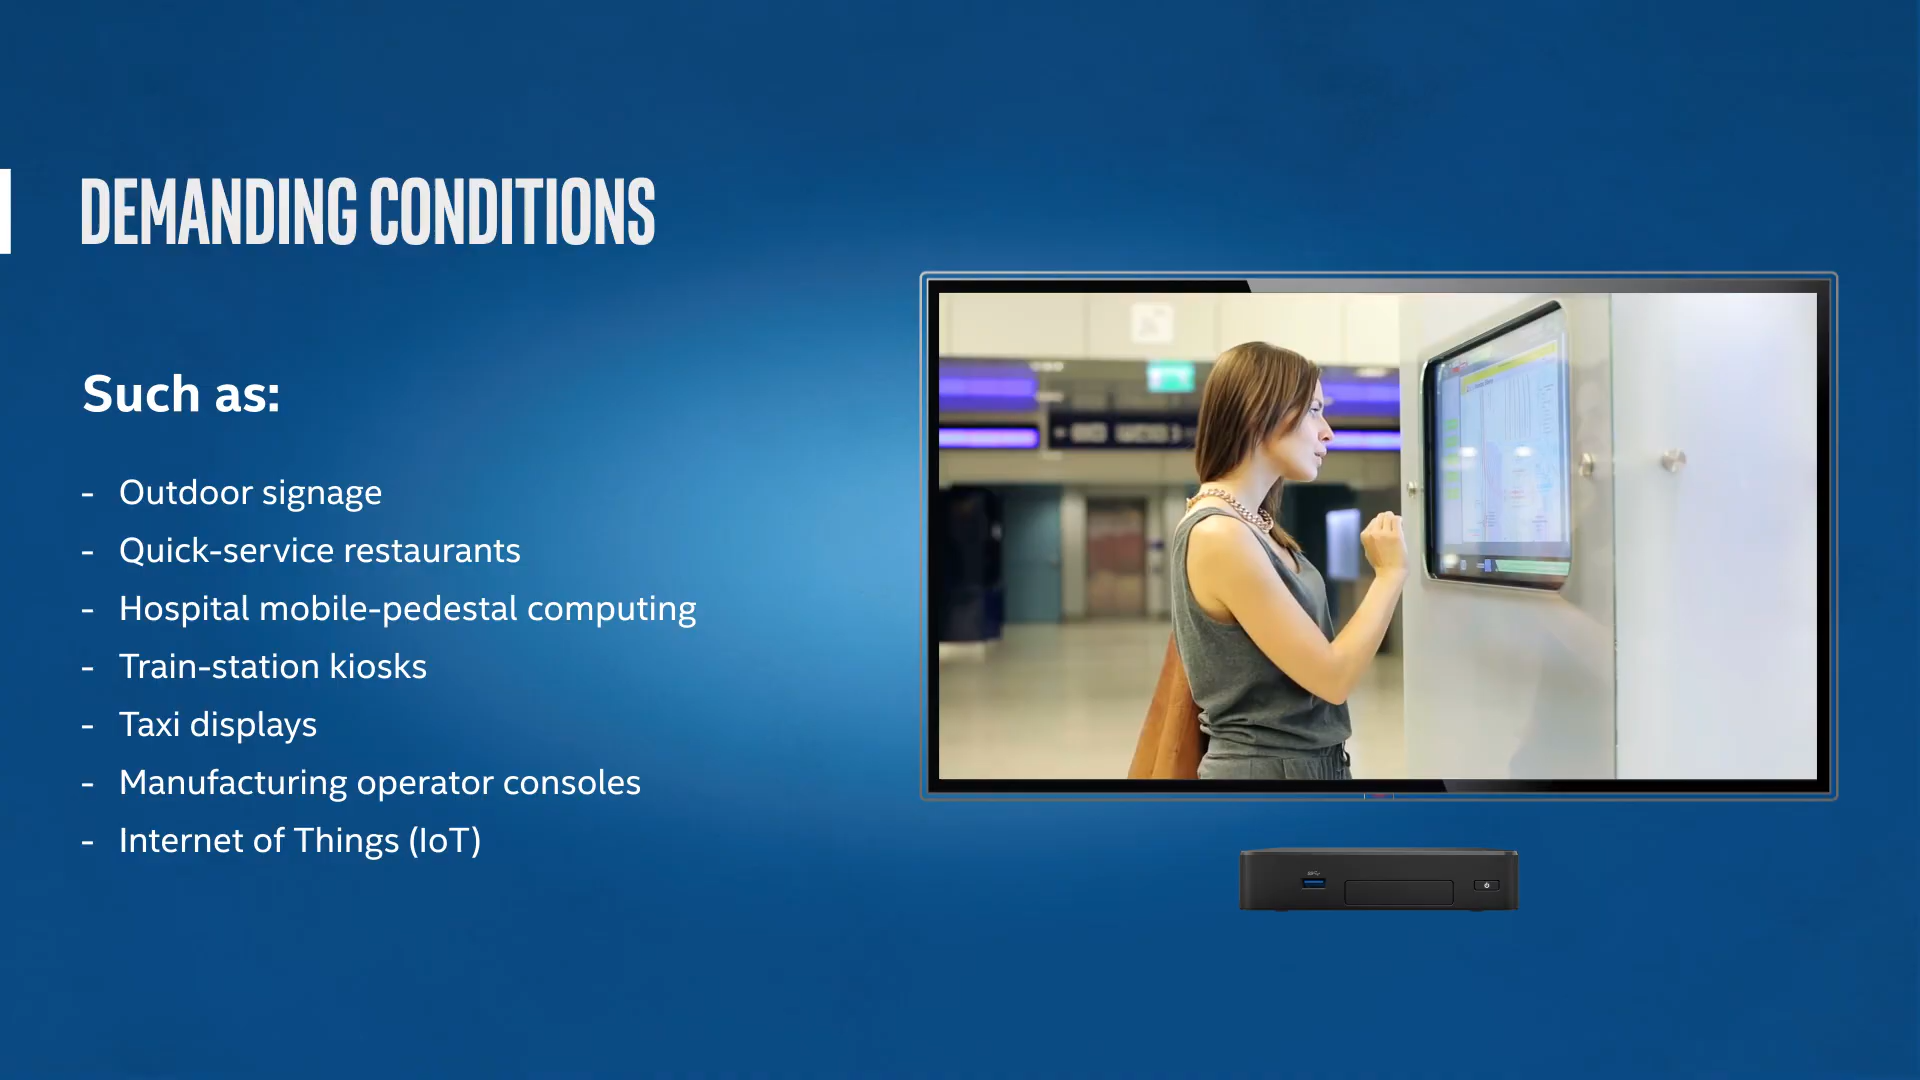 DEMANDING CONDITIONS
Such as:
- Outdoor signage
- Quick-service restaurants
- Hospital mobile-pedestal computing
- Train-station kiosks
- Taxi displays
- Manufacturing operator consoles
- Internet of Things (IoT)